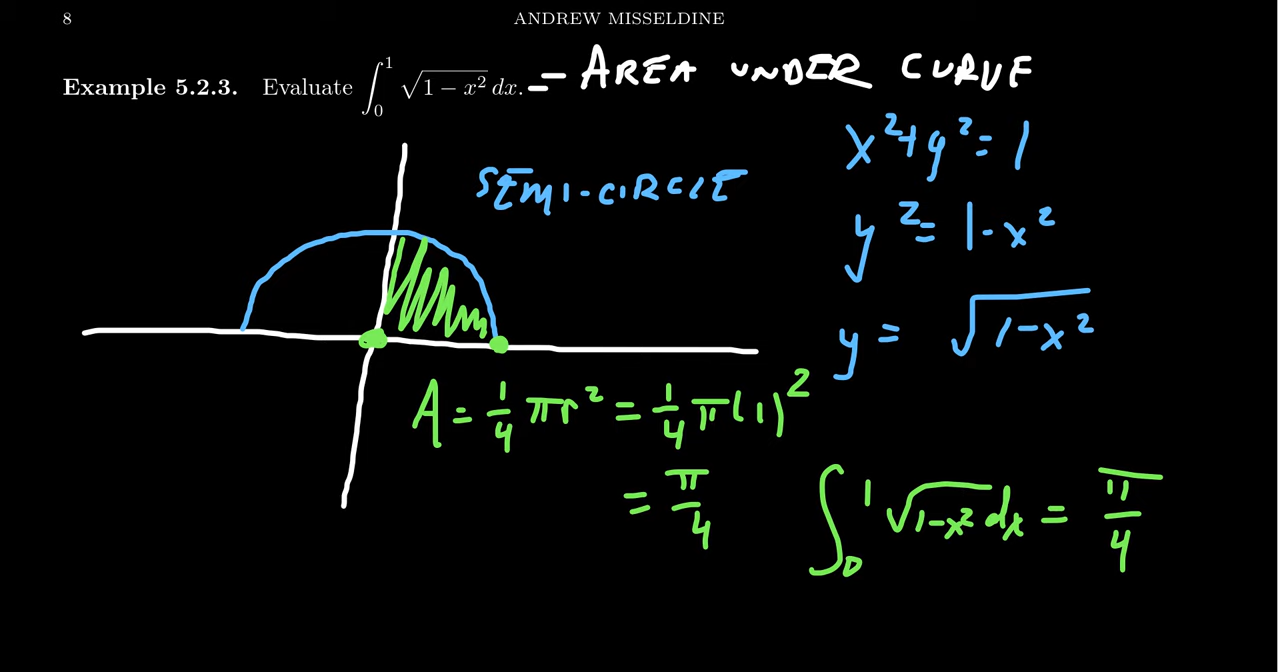 8 ANDREW MISSELDINE
Example 5.2.3. Evaluate ∫₀¹ √(1 − x²) dx. = AREA UNDER CURVE
x² + y² = 1
SEMI-CIRCLE
y² = 1 - x²
y = √(1 - x²)
A = 1/4 πr² = 1/4 π(1)²
= π/4
∫₀¹ √(1-x²) dx = π/4